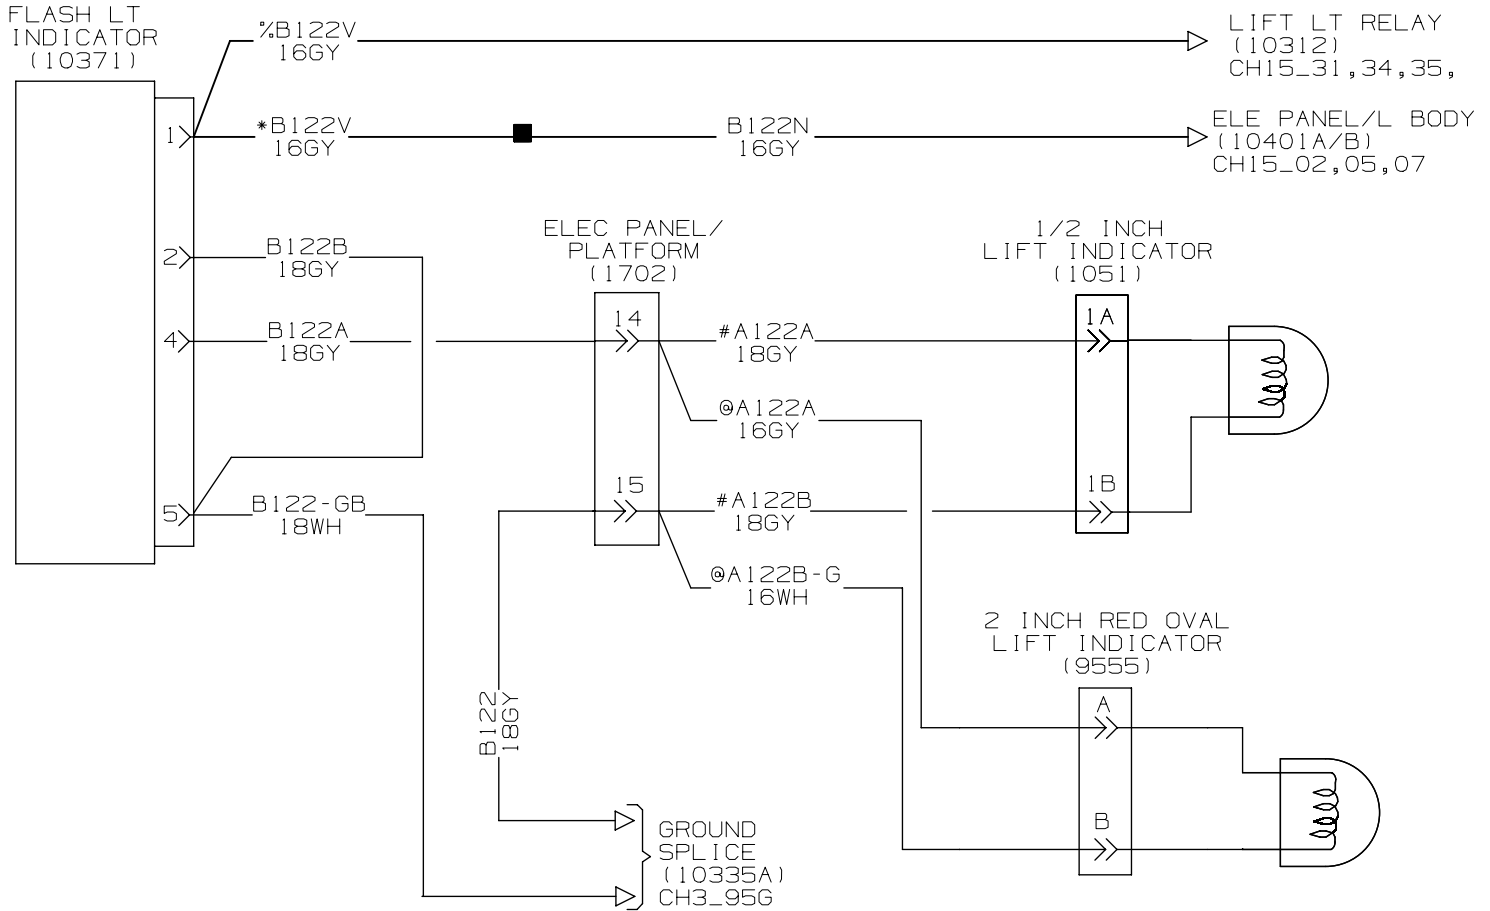 FLASH LT
INDICATOR
(10371)
%B122V
16GY
LIFT LT RELAY
(10312)
CH15_31,34,35,
1
*B122V
16GY
B122N
16GY
ELE PANEL/L BODY
(10401A/B)
CH15_02,05,07
2
B122B
18GY
ELEC PANEL/
PLATFORM
(1702)
1/2 INCH
LIFT INDICATOR
(1051)
4
B122A
18GY
14
#A122A
18GY
1A
@A122A
16GY
5
B122-GB
18WH
15
#A122B
18GY
1B
@A122B-G
16WH
2 INCH RED OVAL
LIFT INDICATOR
(9555)
B122
18GY
A
B
GROUND
SPLICE
(10335A)
CH3_95G